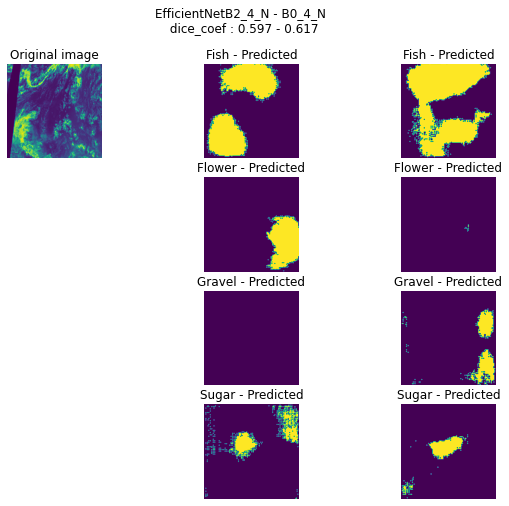 EfficientNetB2_4_N - B0_4_N
dice_coef : 0.597 - 0.617
Original image
Fish - Predicted
Fish - Predicted
Flower - Predicted
Flower - Predicted
Gravel - Predicted
Gravel - Predicted
Sugar - Predicted
Sugar - Predicted